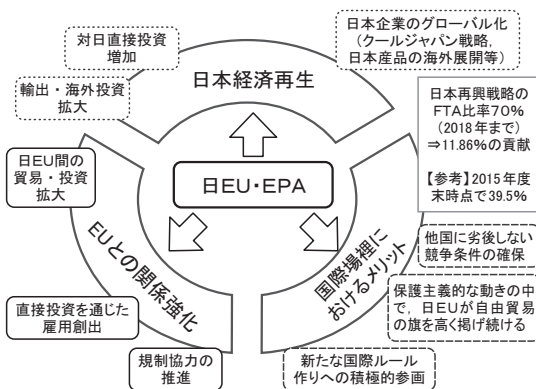 対日直接投資
増加
日本企業のグローバル化
(クールジャパン戦略,
日本産品の海外展開等)
輸出・海外投資
拡大
日本経済再生
日本再興戦略の
FTA比率70%
(2018年まで)
⇒11.86%の貢献
【参考】2015年度
末時点で39.5%
日EU間の
貿易・投資
拡大
日EU・EPA
EUとの関係強化
国際場裡に
おけるメリット
他国に劣後しない
競争条件の確保
直接投資を通じた
雇用創出
保護主義的な動きの中
で,日EUが自由貿易
の旗を高く掲げ続ける
規制協力の
推進
新たな国際ルール
作りへの積極的参画